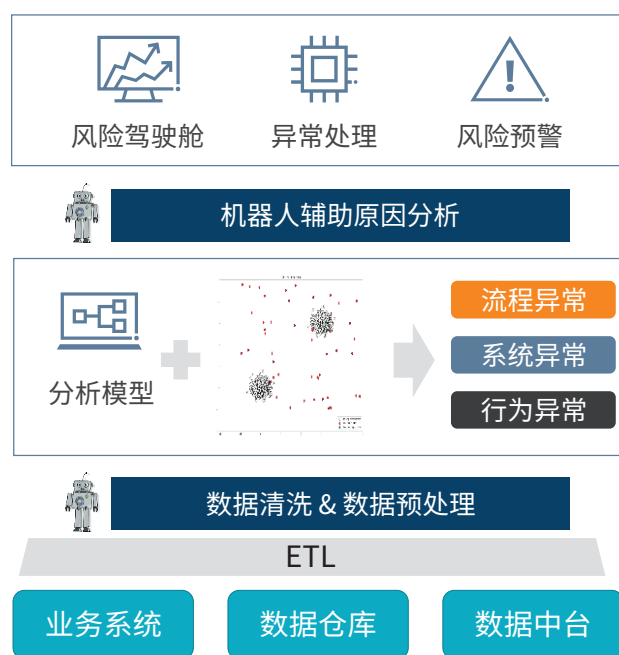 风险驾驶舱 异常处理 风险预警
机器人辅助原因分析
流程异常
系统异常
分析模型
行为异常
数据清洗 & 数据预处理
ETL
业务系统 数据仓库 数据中台